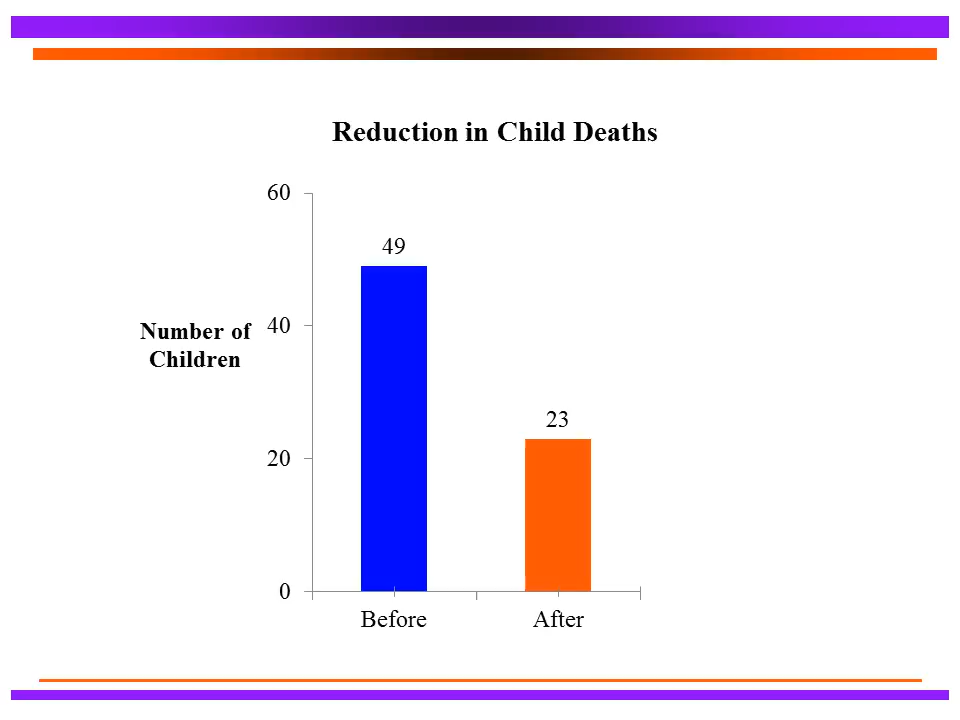 Reduction in Child Deaths
60
49
Number of
Children
40
23
20
0
Before
After